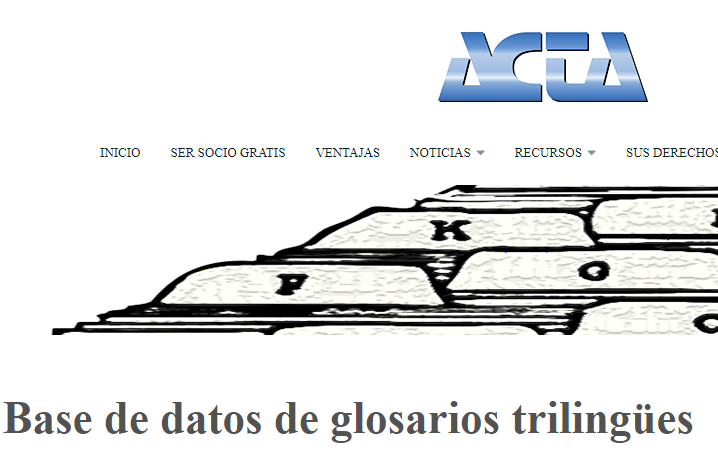 ACTA
INICIO SER SOCIO GRATIS VENTAJAS NOTICIAS RECURSOS SUS DERECHOS
K
F O
Base de datos de glosarios trilingües